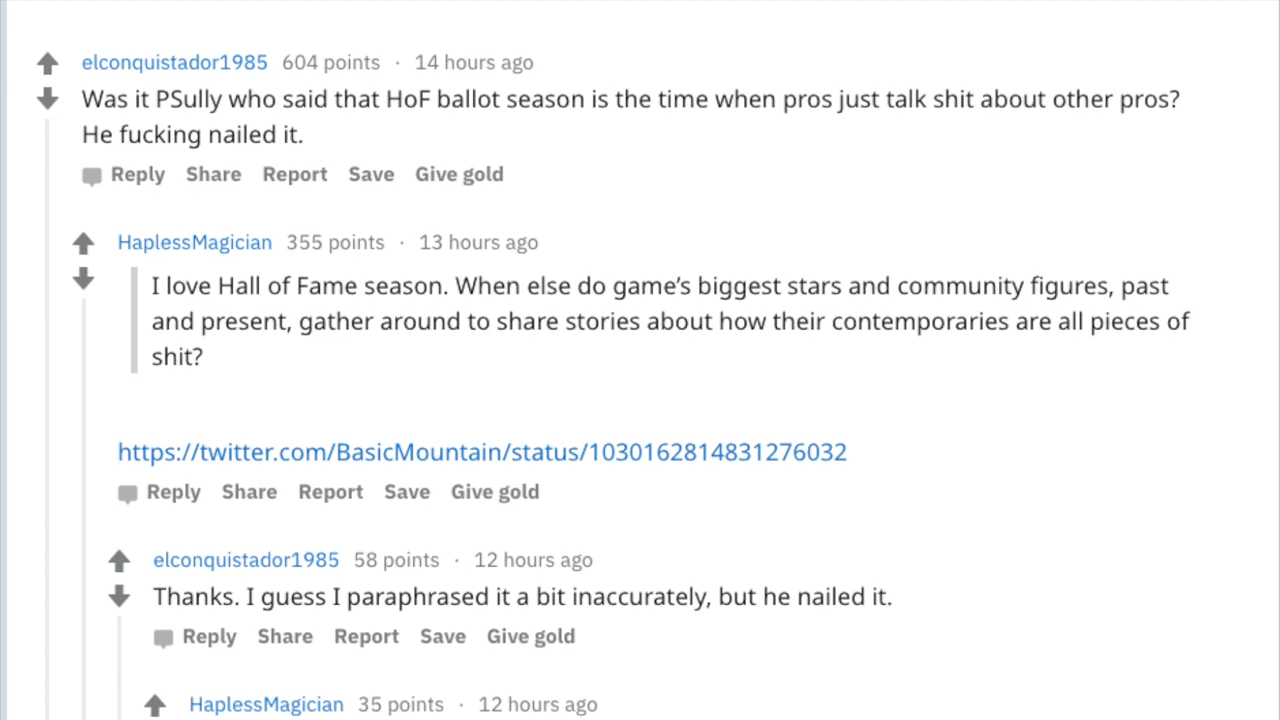 elconquistador1985 604 points · 14 hours ago
Was it PSully who said that HoF ballot season is the time when pros just talk shit about other pros?
He fucking nailed it.
Reply Share Report Save Give gold
HaplessMagician 355 points · 13 hours ago
I love Hall of Fame season. When else do game’s biggest stars and community figures, past
and present, gather around to share stories about how their contemporaries are all pieces of
shit?
https://twitter.com/BasicMountain/status/1030162814831276032
Reply Share Report Save Give gold
elconquistador1985 58 points · 12 hours ago
Thanks. I guess I paraphrased it a bit inaccurately, but he nailed it.
Reply Share Report Save Give gold
HaplessMagician 35 points · 12 hours ago